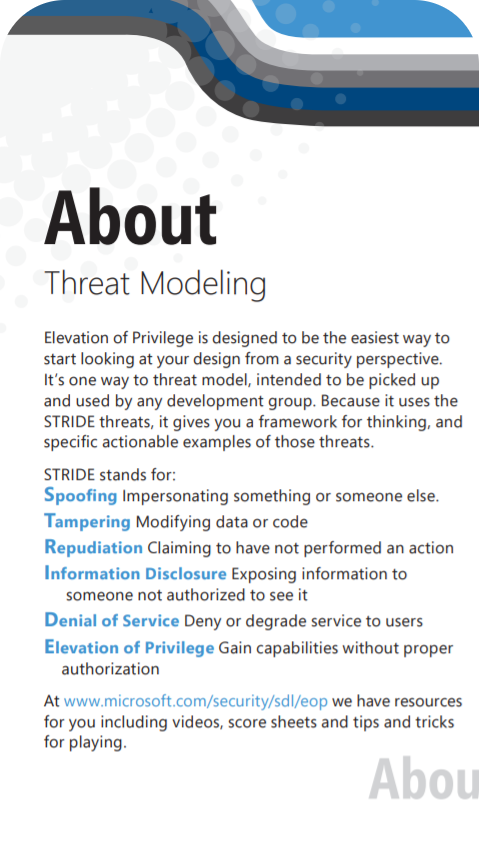 About
Threat Modeling
Elevation of Privilege is designed to be the easiest way to
start looking at your design from a security perspective.
It’s one way to threat model, intended to be picked up
and used by any development group. Because it uses the
STRIDE threats, it gives you a framework for thinking, and
specific actionable examples of those threats.
STRIDE stands for:
Spoofing Impersonating something or someone else.
Tampering Modifying data or code
Repudiation Claiming to have not performed an action
Information Disclosure Exposing information to
someone not authorized to see it
Denial of Service Deny or degrade service to users
Elevation of Privilege Gain capabilities without proper
authorization
At www.microsoft.com/security/sdl/eop we have resources
for you including videos, score sheets and tips and tricks
for playing.
Abou